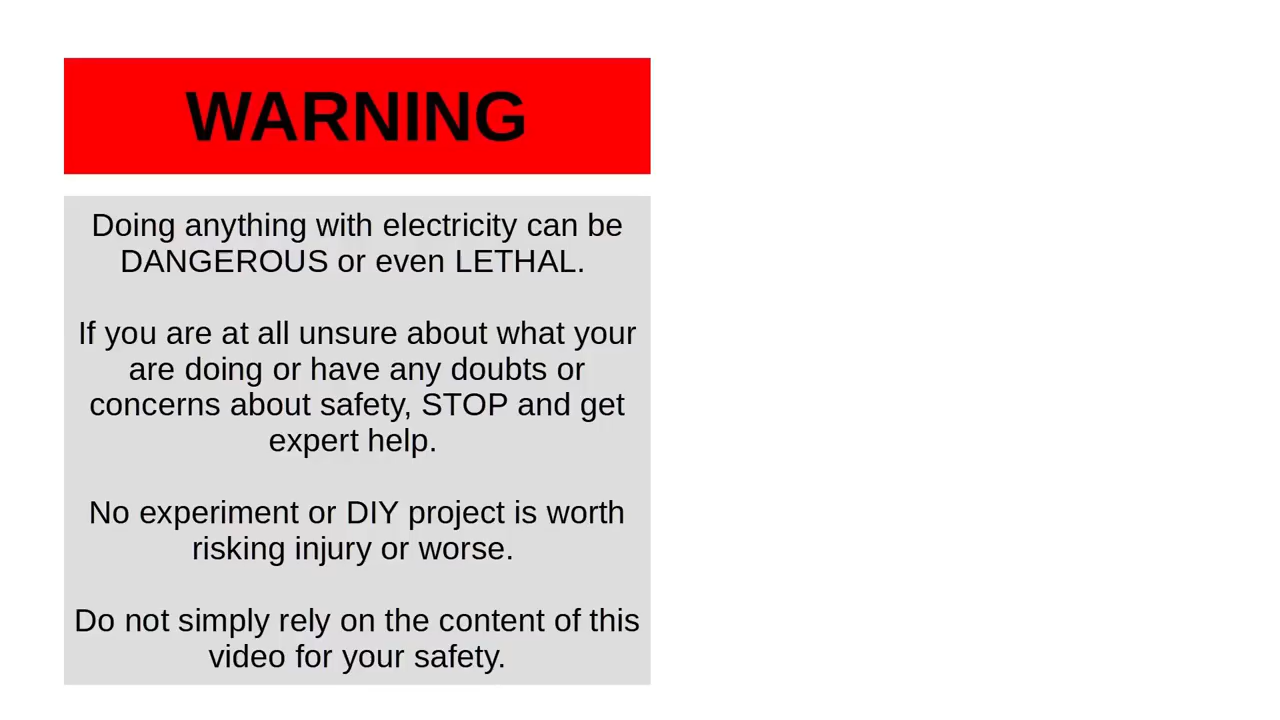 WARNING
Doing anything with electricity can be
DANGEROUS or even LETHAL.
If you are at all unsure about what your
are doing or have any doubts or
concerns about safety, STOP and get
expert help.
No experiment or DIY project is worth
risking injury or worse.
Do not simply rely on the content of this
video for your safety.